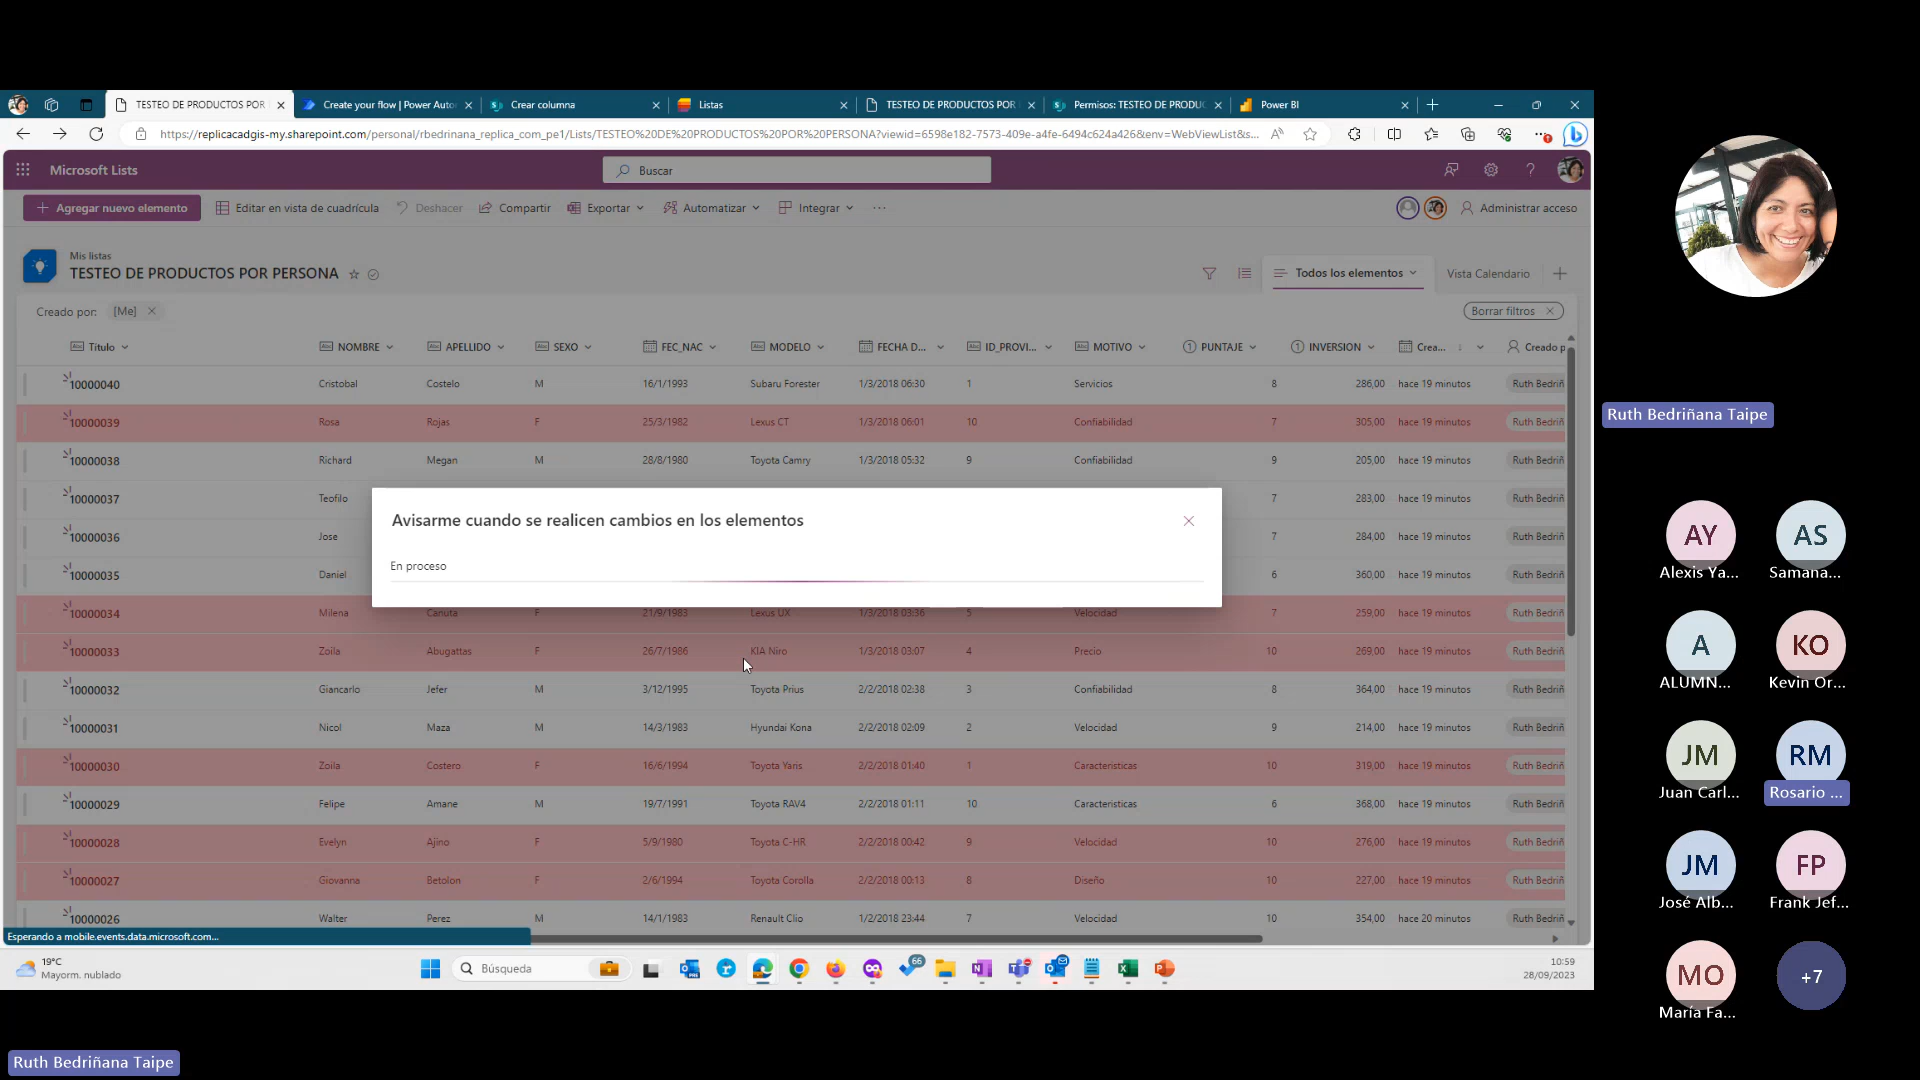 TESTEO DE PRODUCTOS POR
Create your flow | Power Autor
Crear columna
Listas
TESTEO DE PRODUCTOS POR
Permisos: TESTEO DE PRODUC
Power BI
https://replicacadgis-my.sharepoint.com/personal/rbedrinana_replica_com_pe1/Lists/TESTEO%20DE%20PRODUCTOS%20POR%20PERSONA?viewid=6598e182-7573-409e-a4fe-6494c624a426&env=WebViewList&s...
Microsoft Lists
Buscar
Agregar nuevo elemento
Editar en vista de cuadrícula
Deshacer
Compartir
Exportar
Automatizar
Integrar
Administrar acceso
Mis listas
TESTEO DE PRODUCTOS POR PERSONA
Todos los elementos
Vista Calendario
Creado por: [Me]
Borrar filtros
Título NOMBRE APELLIDO SEXO FEC_NAC MODELO FECHA D... ID_PROVI... MOTIVO PUNTAJE INVERSION Crea... Creado p
10000040 Cristobal Costelo M 16/1/1993 Subaru Forester 1/3/2018 06:30 1 Servicios 8 286,00 hace 19 minutos Ruth Bedriñ
10000039 Rosa Rojas F 25/3/1982 Lexus CT 1/3/2018 06:01 10 Confiabilidad 7 305,00 hace 19 minutos Ruth Bedriñ
10000038 Richard Megan M 28/8/1980 Toyota Camry 1/3/2018 05:32 9 Confiabilidad 9 205,00 hace 19 minutos Ruth Bedriñ
10000037 Teofilo 7 283,00 hace 19 minutos Ruth Bedriñ
10000036 Jose 7 284,00 hace 19 minutos Ruth Bedriñ
10000035 Daniel 6 360,00 hace 19 minutos Ruth Bedriñ
Avisarme cuando se realicen cambios en los elementos
En proceso
10000034 Milena Canuta F 21/9/1983 Lexus UX 1/3/2018 03:36 5 Velocidad 7 259,00 hace 19 minutos Ruth Bedriñ
10000033 Zoila Abugattas F 26/7/1986 KIA Niro 1/3/2018 03:07 4 Precio 10 269,00 hace 19 minutos Ruth Bedriñ
10000032 Giancarlo Jefer M 3/12/1995 Toyota Prius 2/2/2018 02:38 3 Confiabilidad 8 364,00 hace 19 minutos Ruth Bedriñ
10000031 Nicol Maza M 14/3/1983 Hyundai Kona 2/2/2018 02:09 2 Velocidad 9 214,00 hace 19 minutos Ruth Bedriñ
10000030 Zoila Costero F 16/6/1994 Toyota Yaris 2/2/2018 01:40 1 Caracteristicas 10 319,00 hace 19 minutos Ruth Bedriñ
10000029 Felipe Amane M 19/7/1991 Toyota RAV4 2/2/2018 01:11 10 Caracteristicas 6 368,00 hace 19 minutos Ruth Bedriñ
10000028 Evelyn Ajino F 5/9/1980 Toyota C-HR 2/2/2018 00:42 9 Velocidad 10 276,00 hace 19 minutos Ruth Bedriñ
10000027 Giovanna Betolon F 2/6/1994 Toyota Corolla 2/2/2018 00:13 8 Diseño 10 227,00 hace 19 minutos Ruth Bedriñ
10000026 Walter Perez M 14/1/1983 Renault Clio 1/2/2018 23:44 7 Velocidad 10 354,00 hace 20 minutos Ruth Bedriñ
Esperando a mobile.events.data.microsoft.com...
19°C
Mayorm. nublado
Búsqueda
66
10:59
28/09/2023
Ruth Bedriñana Taipe
AY
Alexis Ya...
AS
Samana...
A
ALUMN...
KO
Kevin Or...
JM
Juan Carl...
RM
Rosario ...
JM
José Alb...
FP
Frank Jef...
MO
María Fa...
+7
Ruth Bedriñana Taipe